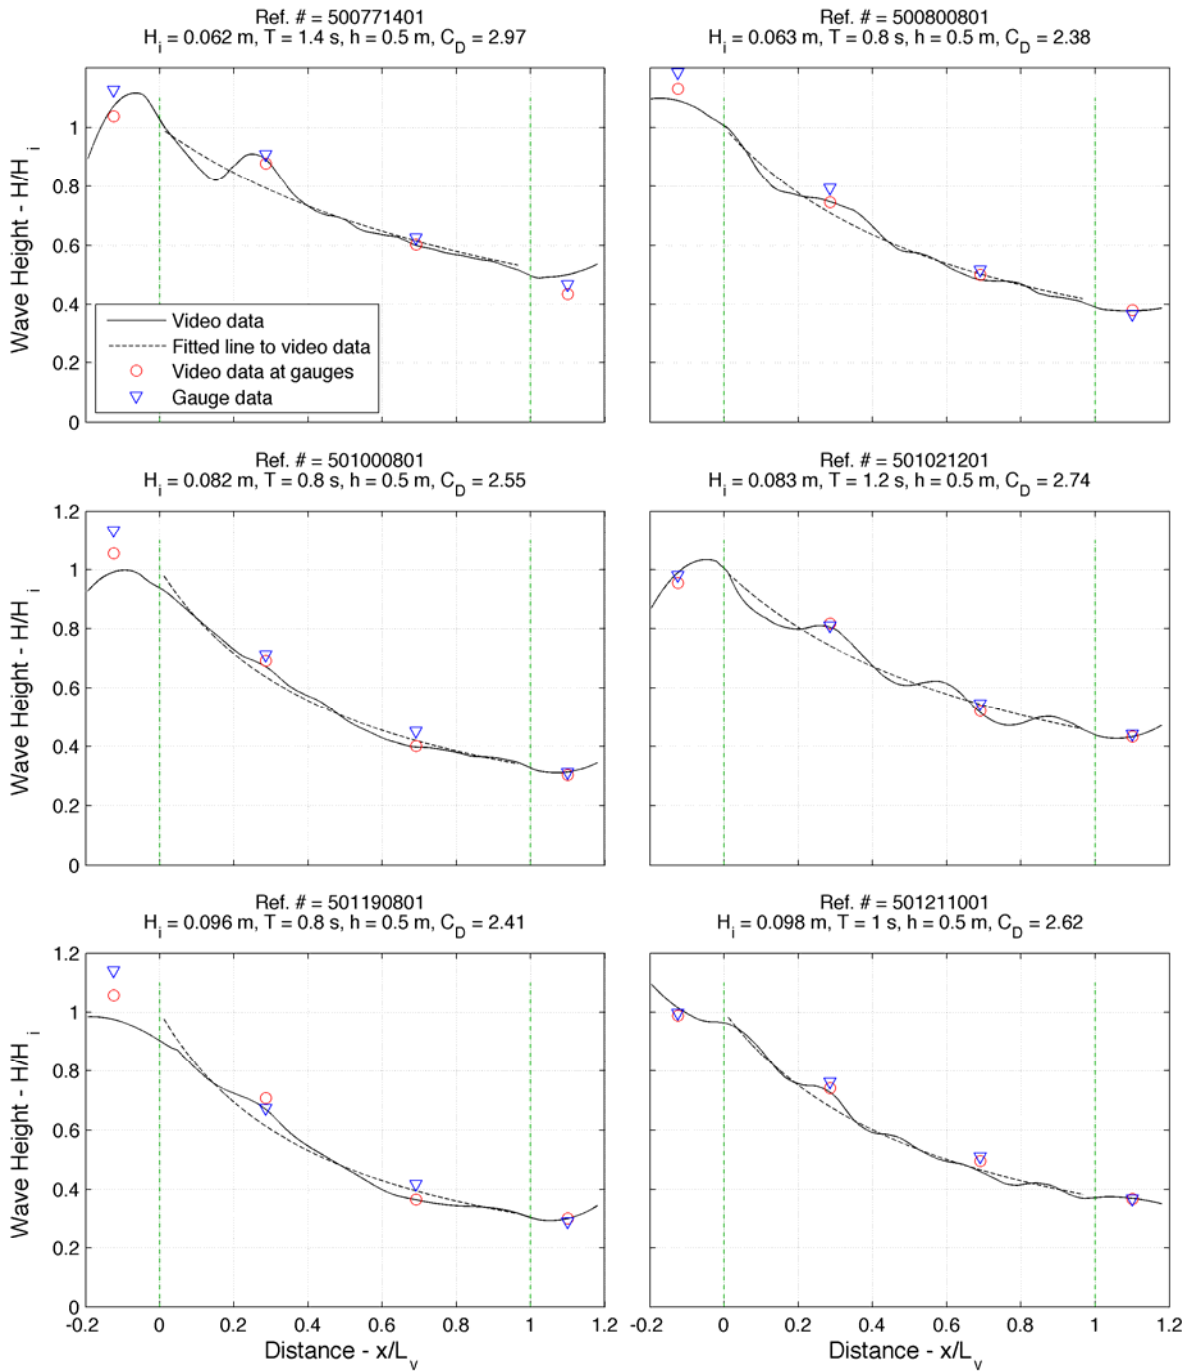 Ref. # = 500771401
H_i = 0.062 m, T = 1.4 s, h = 0.5 m, C_D = 2.97
Ref. # = 500800801
H_i = 0.063 m, T = 0.8 s, h = 0.5 m, C_D = 2.38
Wave Height - H/H_i
1
0.8
0.6
0.4
0.2
0
Video data
Fitted line to video data
Video data at gauges
Gauge data
Ref. # = 501000801
H_i = 0.082 m, T = 0.8 s, h = 0.5 m, C_D = 2.55
Ref. # = 501021201
H_i = 0.083 m, T = 1.2 s, h = 0.5 m, C_D = 2.74
Wave Height - H/H_i
1.2
1
0.8
0.6
0.4
0.2
0
Ref. # = 501190801
H_i = 0.096 m, T = 0.8 s, h = 0.5 m, C_D = 2.41
Ref. # = 501211001
H_i = 0.098 m, T = 1 s, h = 0.5 m, C_D = 2.62
Wave Height - H/H_i
1.2
1
0.8
0.6
0.4
0.2
0
-0.2 0 0.2 0.4 0.6 0.8 1 1.2
Distance - x/L_v
-0.2 0 0.2 0.4 0.6 0.8 1 1.2
Distance - x/L_v